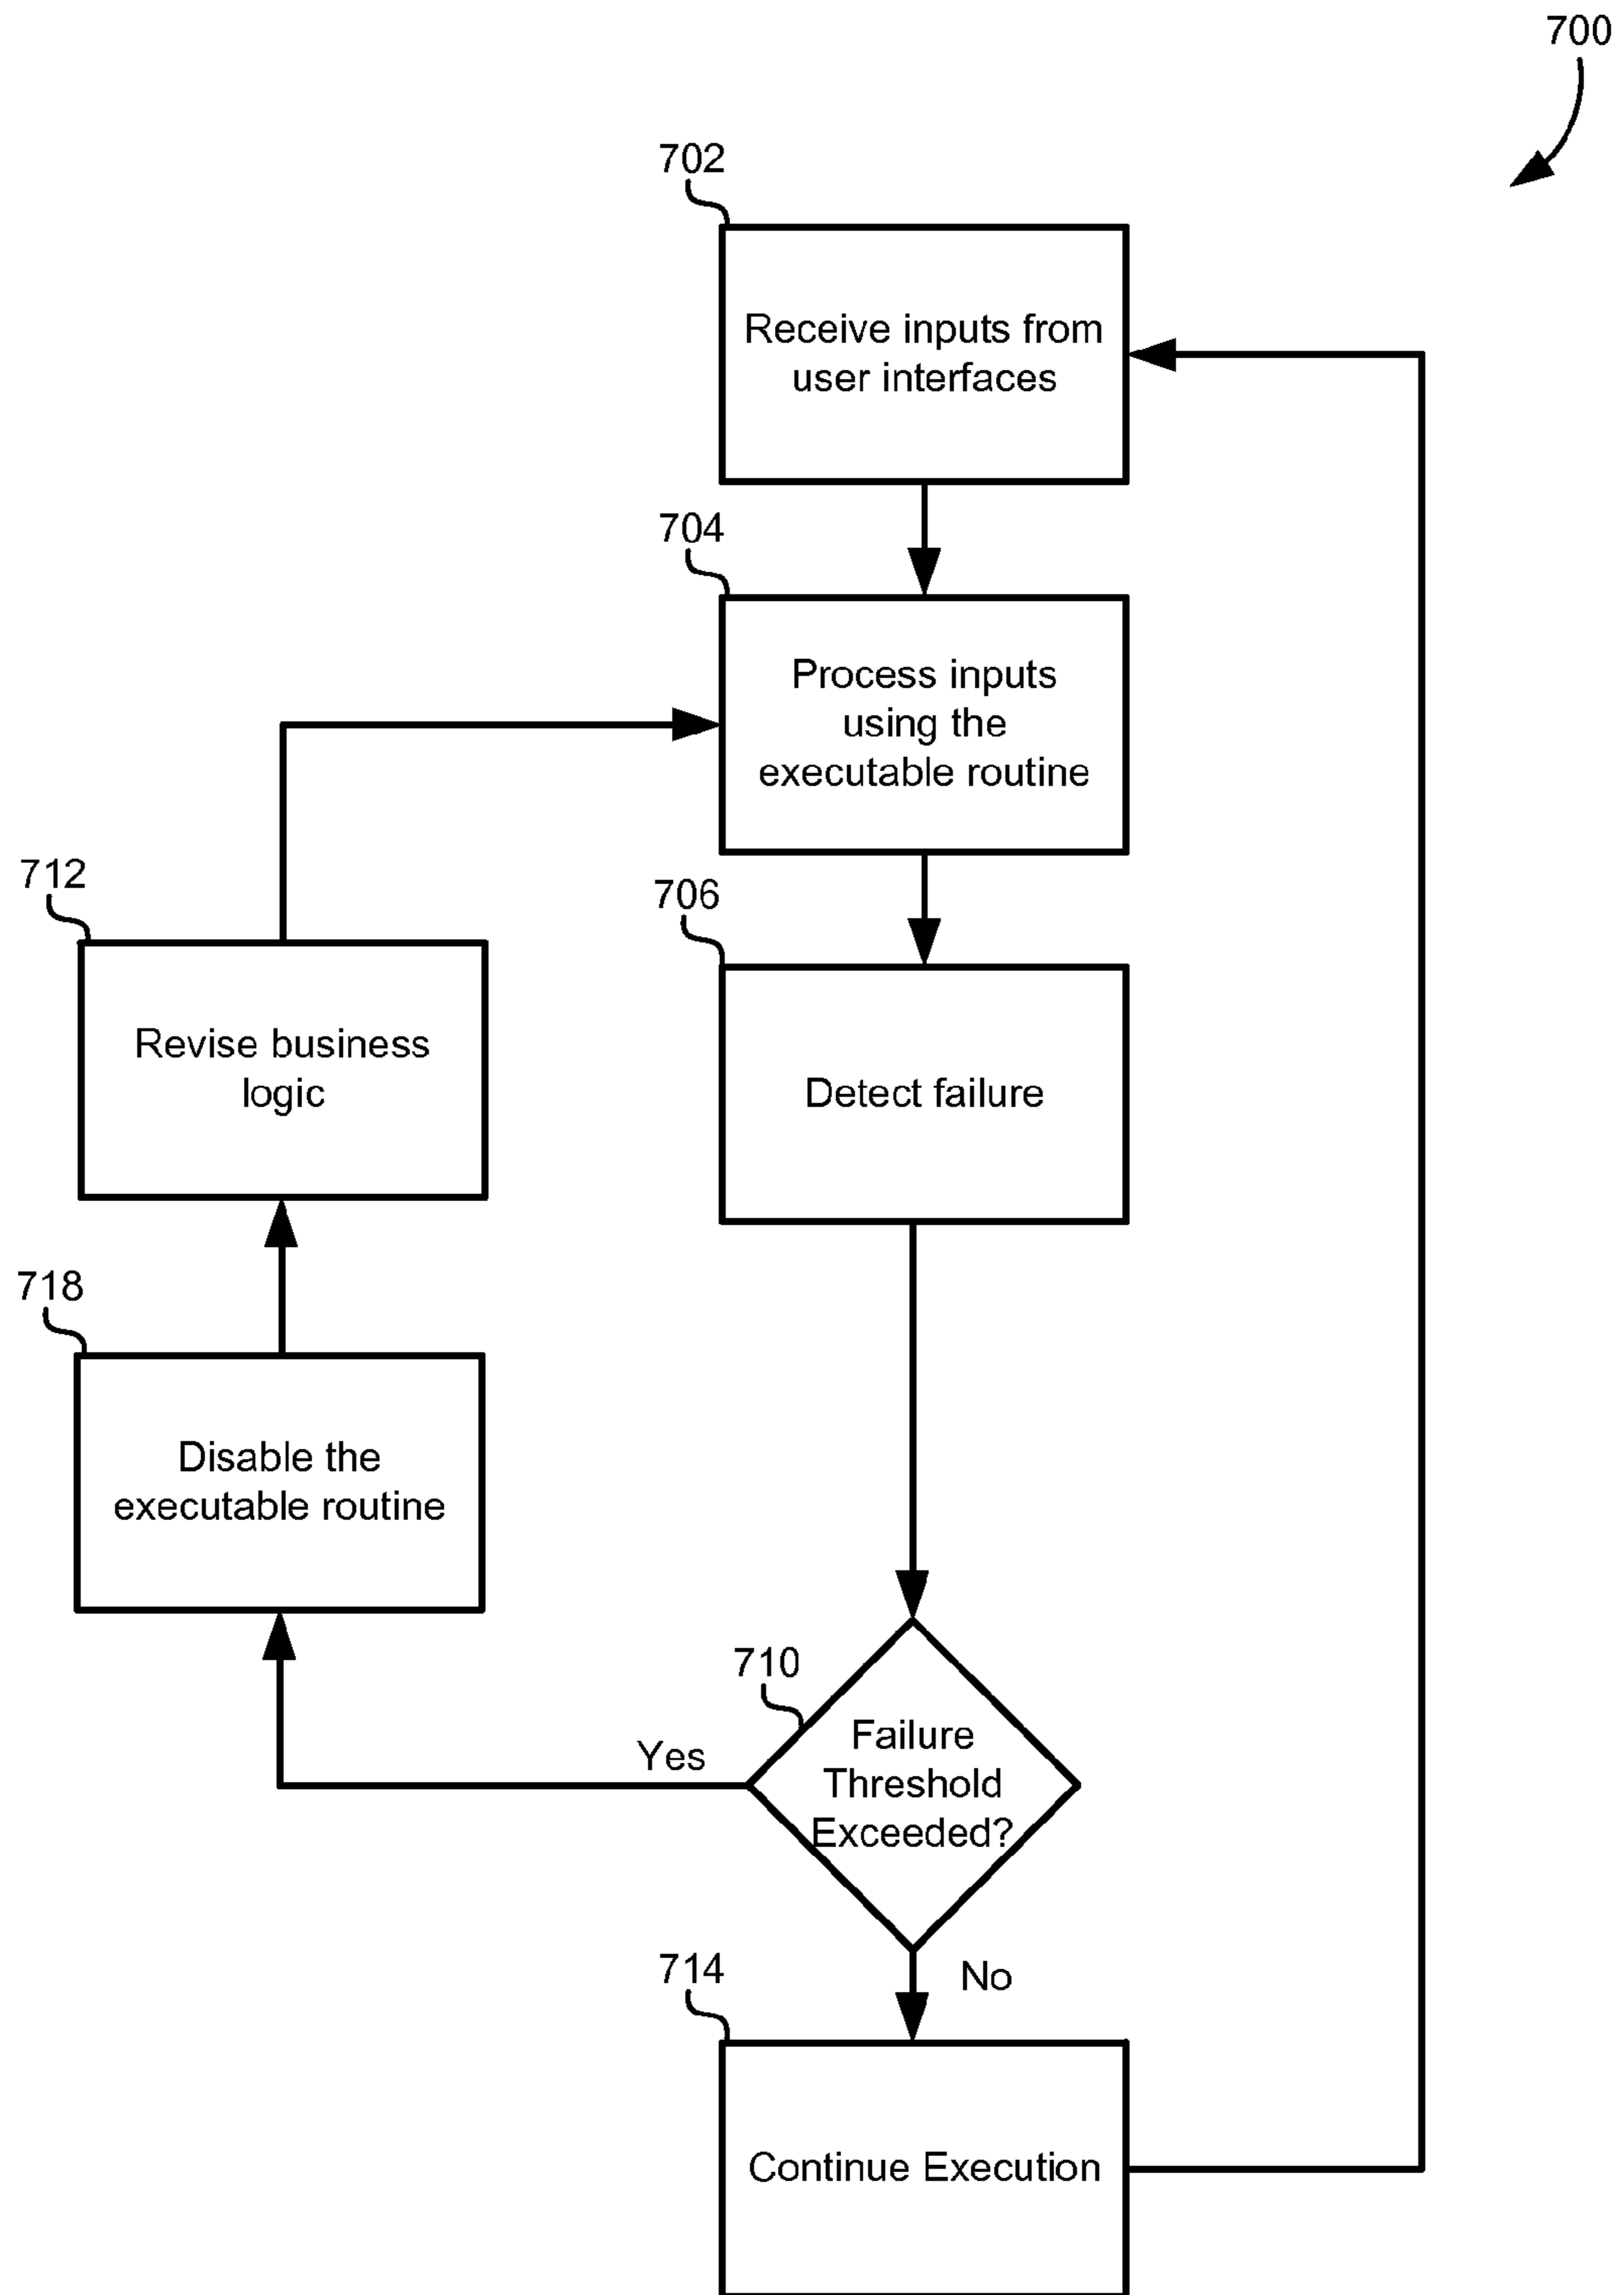 700
702
Receive inputs from
user interfaces
704
Process inputs
using the
executable routine
712
706
Revise business
logic
Detect failure
718
Disable the
executable routine
710
Failure
Threshold
Exceeded?
Yes
714
No
Continue Execution